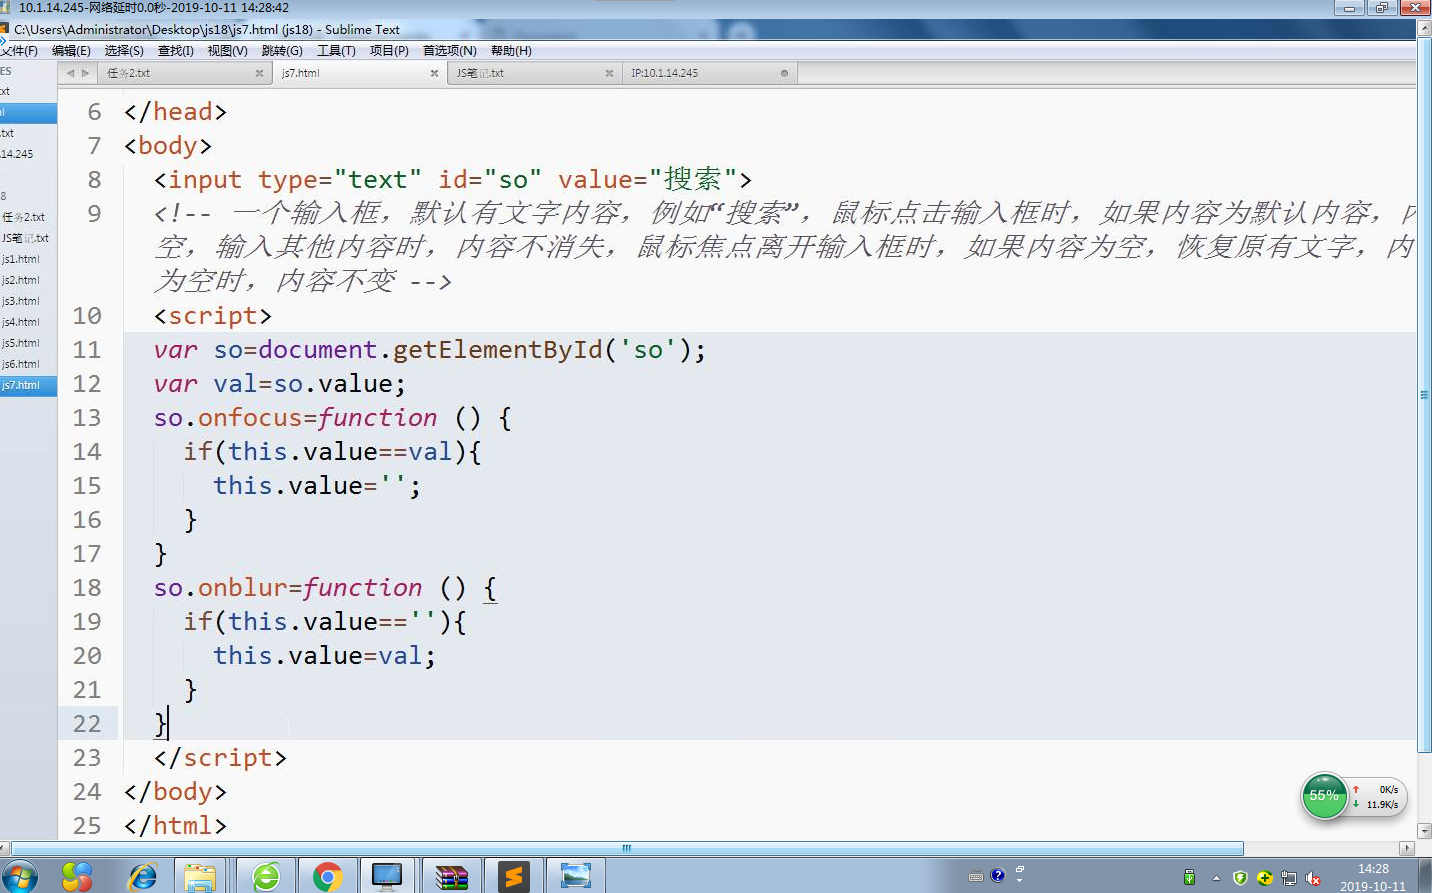 10.1.14.245-网络延时0.0秒-2019-10-11 14:28:42
C:\Users\Administrator\Desktop\js18\js7.html (js18) - Sublime Text
文件(F) 编辑(E) 选择(S) 查找(I) 视图(V) 跳转(G) 工具(T) 项目(P) 首选项(N) 帮助(H)
任务2.txt js7.html JS笔记.txt IP:10.1.14.245
ES
xt
.txt
.14.245
8
任务2.txt
JS笔记.txt
js1.html
js2.html
js3.html
js4.html
js5.html
js6.html
js7.html
6 </head>
7 <body>
8 <input type="text" id="so" value="搜索">
9 <!-- 一个输入框，默认有文字内容，例如“搜索”，鼠标点击输入框时，如果内容为默认内容，内
空，输入其他内容时，内容不消失，鼠标焦点离开输入框时，如果内容为空，恢复原有文字，内
为空时，内容不变 -->
10 <script>
11 var so=document.getElementById('so');
12 var val=so.value;
13 so.onfocus=function () {
14 if(this.value==val){
15 this.value='';
16 }
17 }
18 so.onblur=function () {
19 if(this.value==''){
20 this.value=val;
21 }
22 }
23 </script>
24 </body>
25 </html>
55%
0K/s
11.9K/s
14:28
2019-10-11